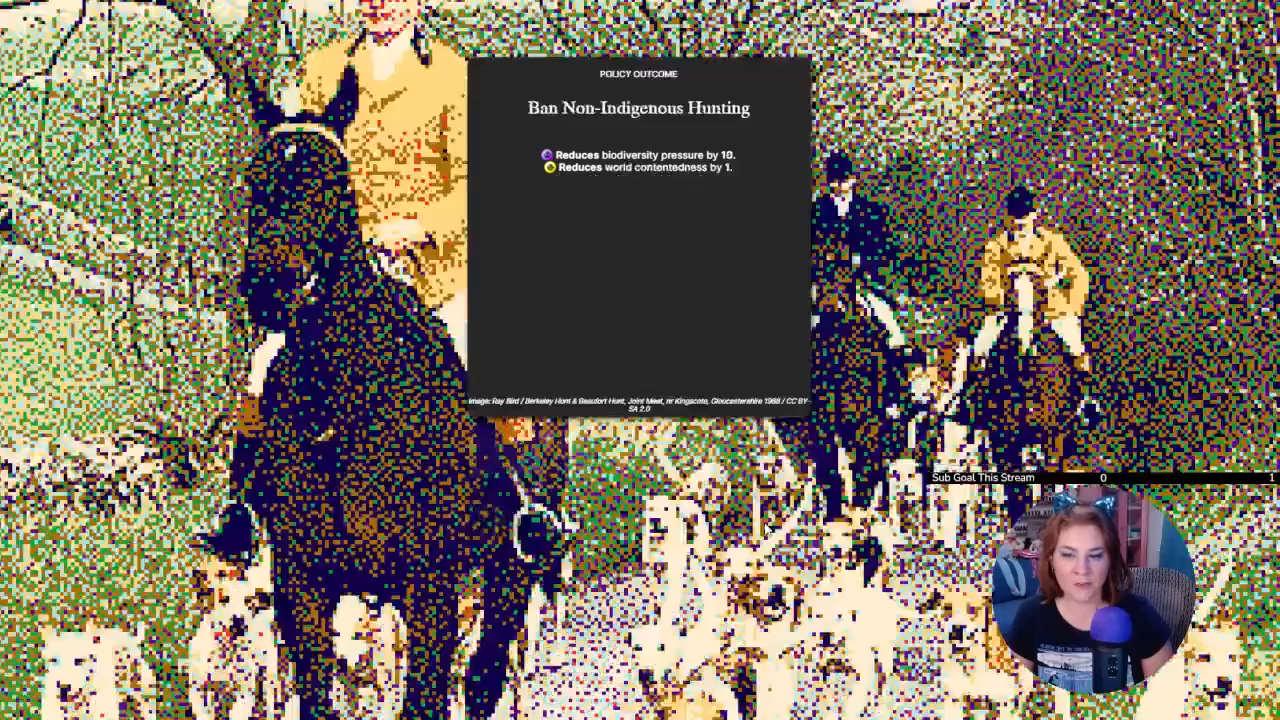 POLICY OUTCOME
Ban Non-Indigenous Hunting
Reduces biodiversity pressure by 10.
Reduces world contentedness by 1.
Image: Ray Bird / Berkeley Hunt & Beaufort Hunt, Joint Meet, nr Kingscote, Gloucestershire 1988 / CC BY-
SA 2.0
Sub Goal This Stream 0 1